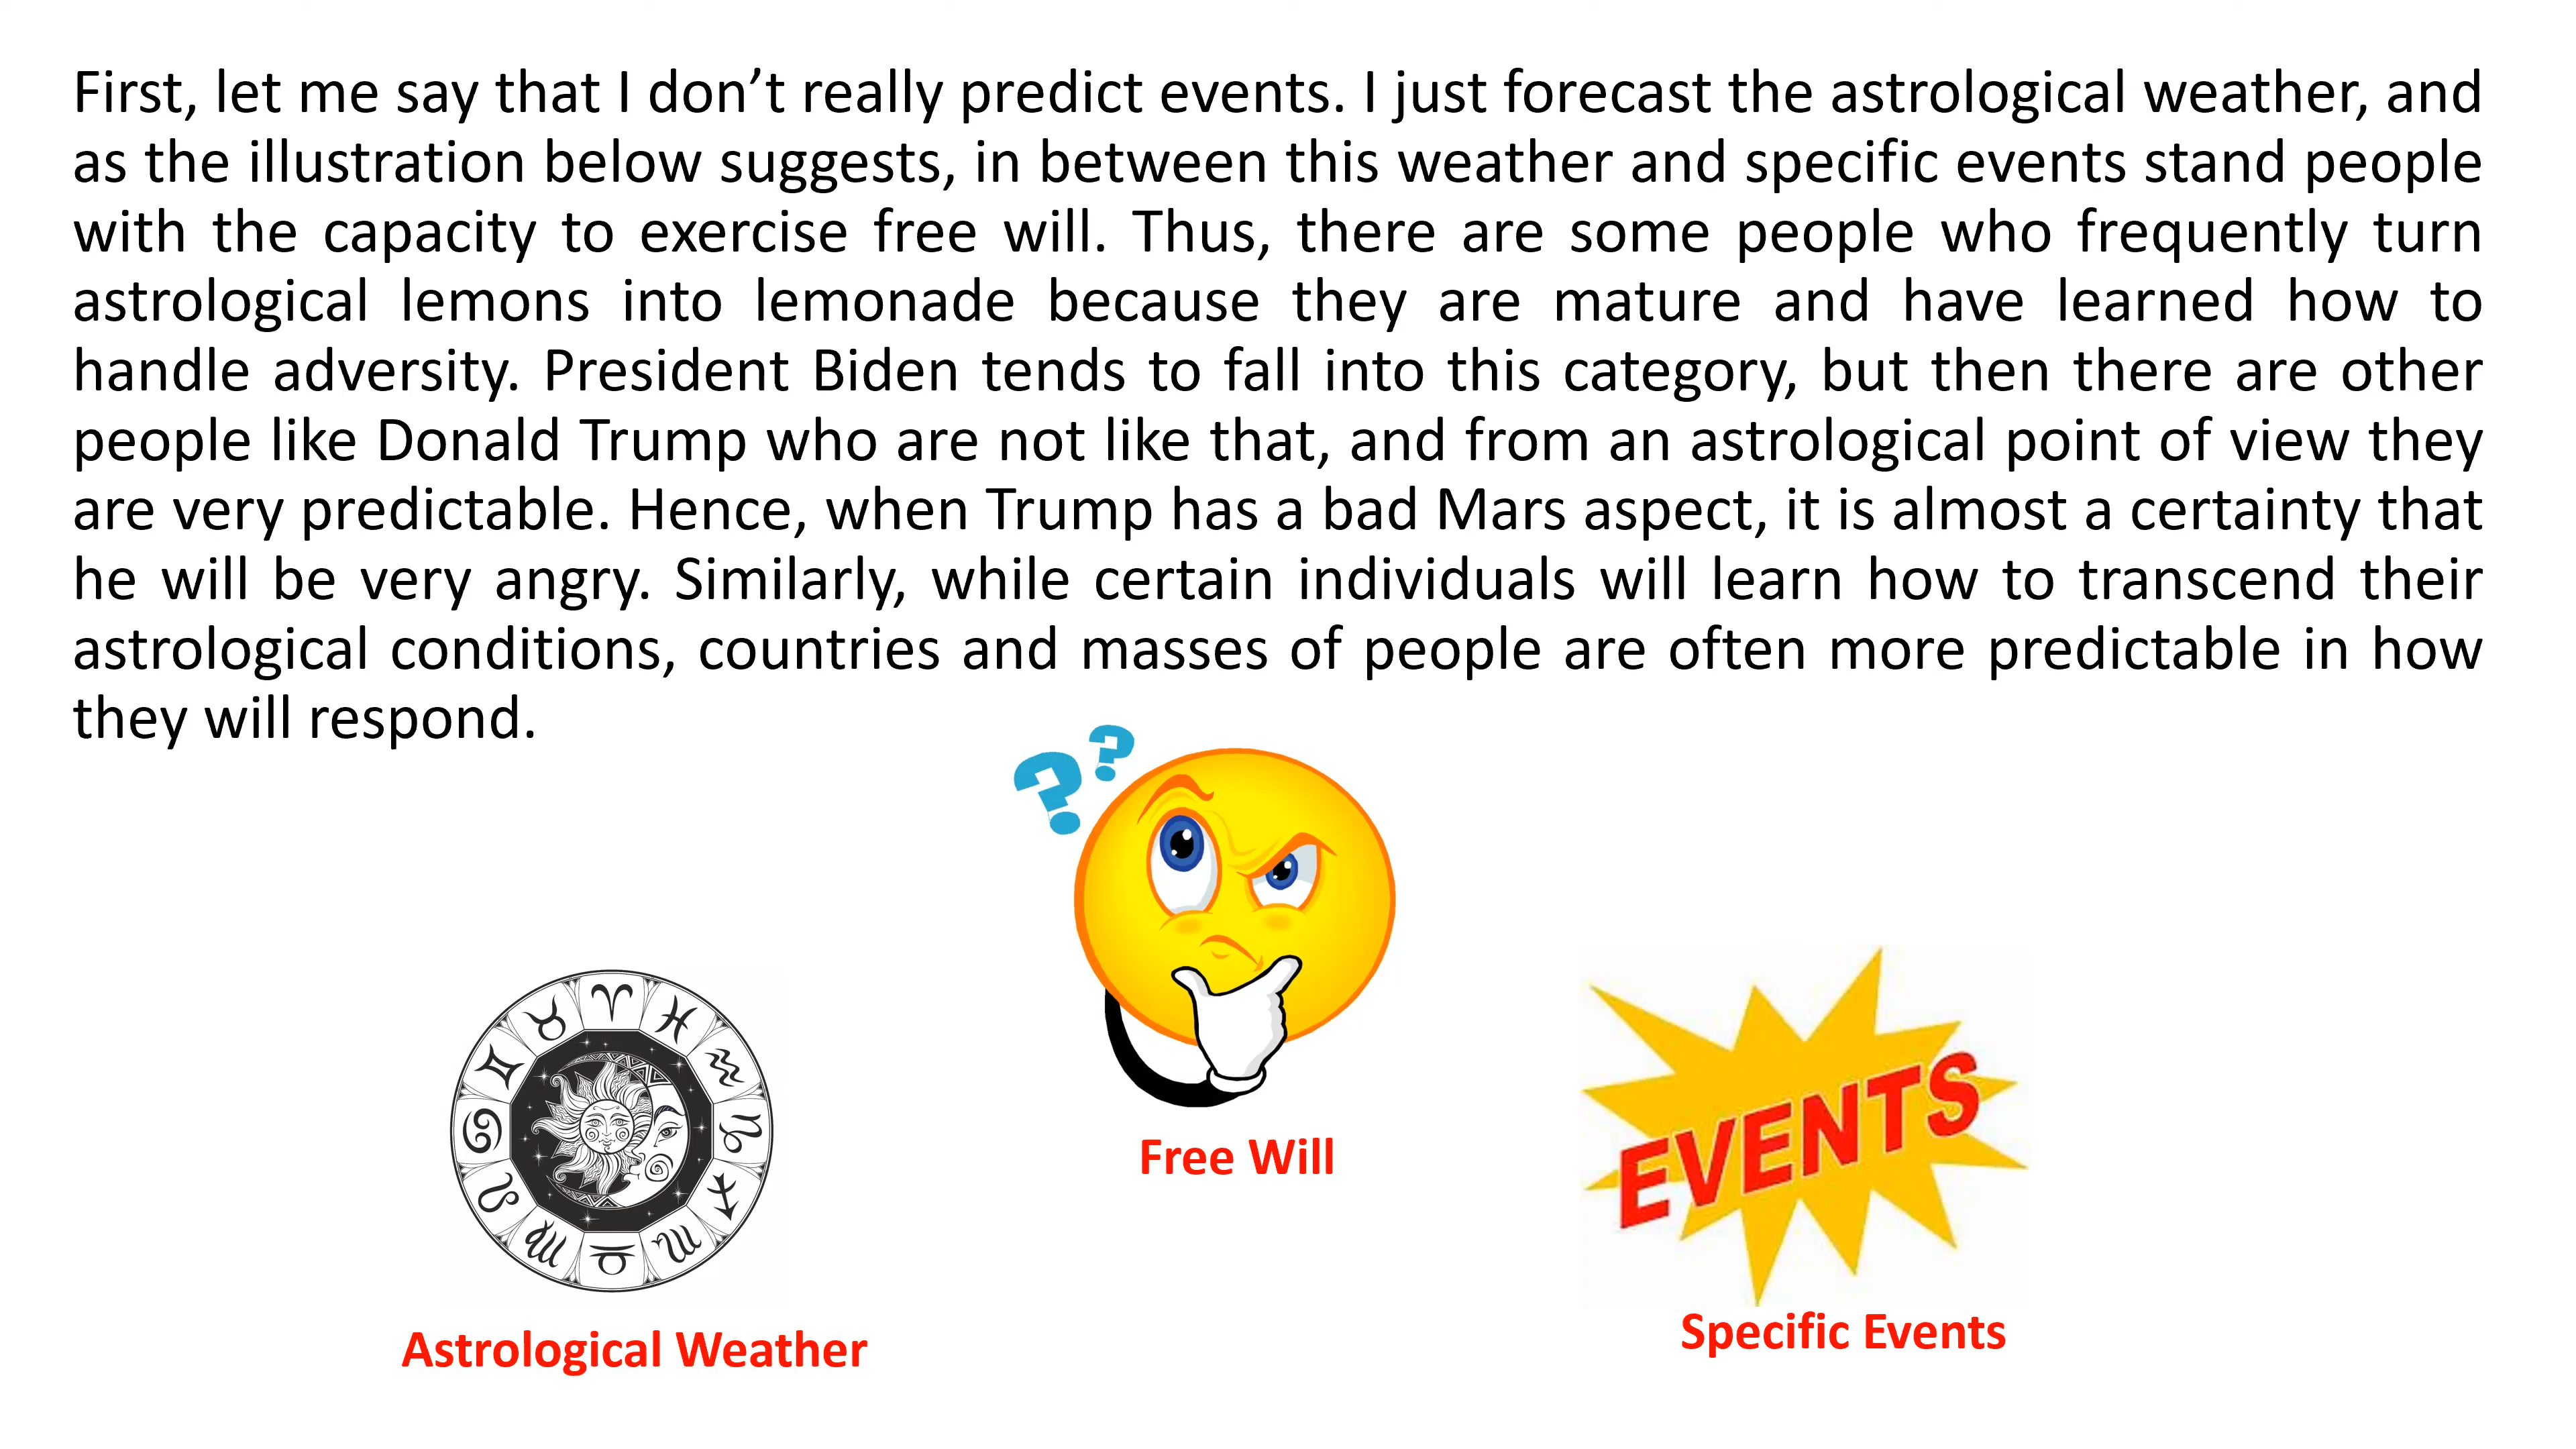 First, let me say that I don’t really predict events. I just forecast the astrological weather, and
as the illustration below suggests, in between this weather and specific events stand people
with the capacity to exercise free will. Thus, there are some people who frequently turn
astrological lemons into lemonade because they are mature and have learned how to
handle adversity. President Biden tends to fall into this category, but then there are other
people like Donald Trump who are not like that, and from an astrological point of view they
are very predictable. Hence, when Trump has a bad Mars aspect, it is almost a certainty that
he will be very angry. Similarly, while certain individuals will learn how to transcend their
astrological conditions, countries and masses of people are often more predictable in how
they will respond.
? ?
EVENTS
Free Will
Astrological Weather
Specific Events